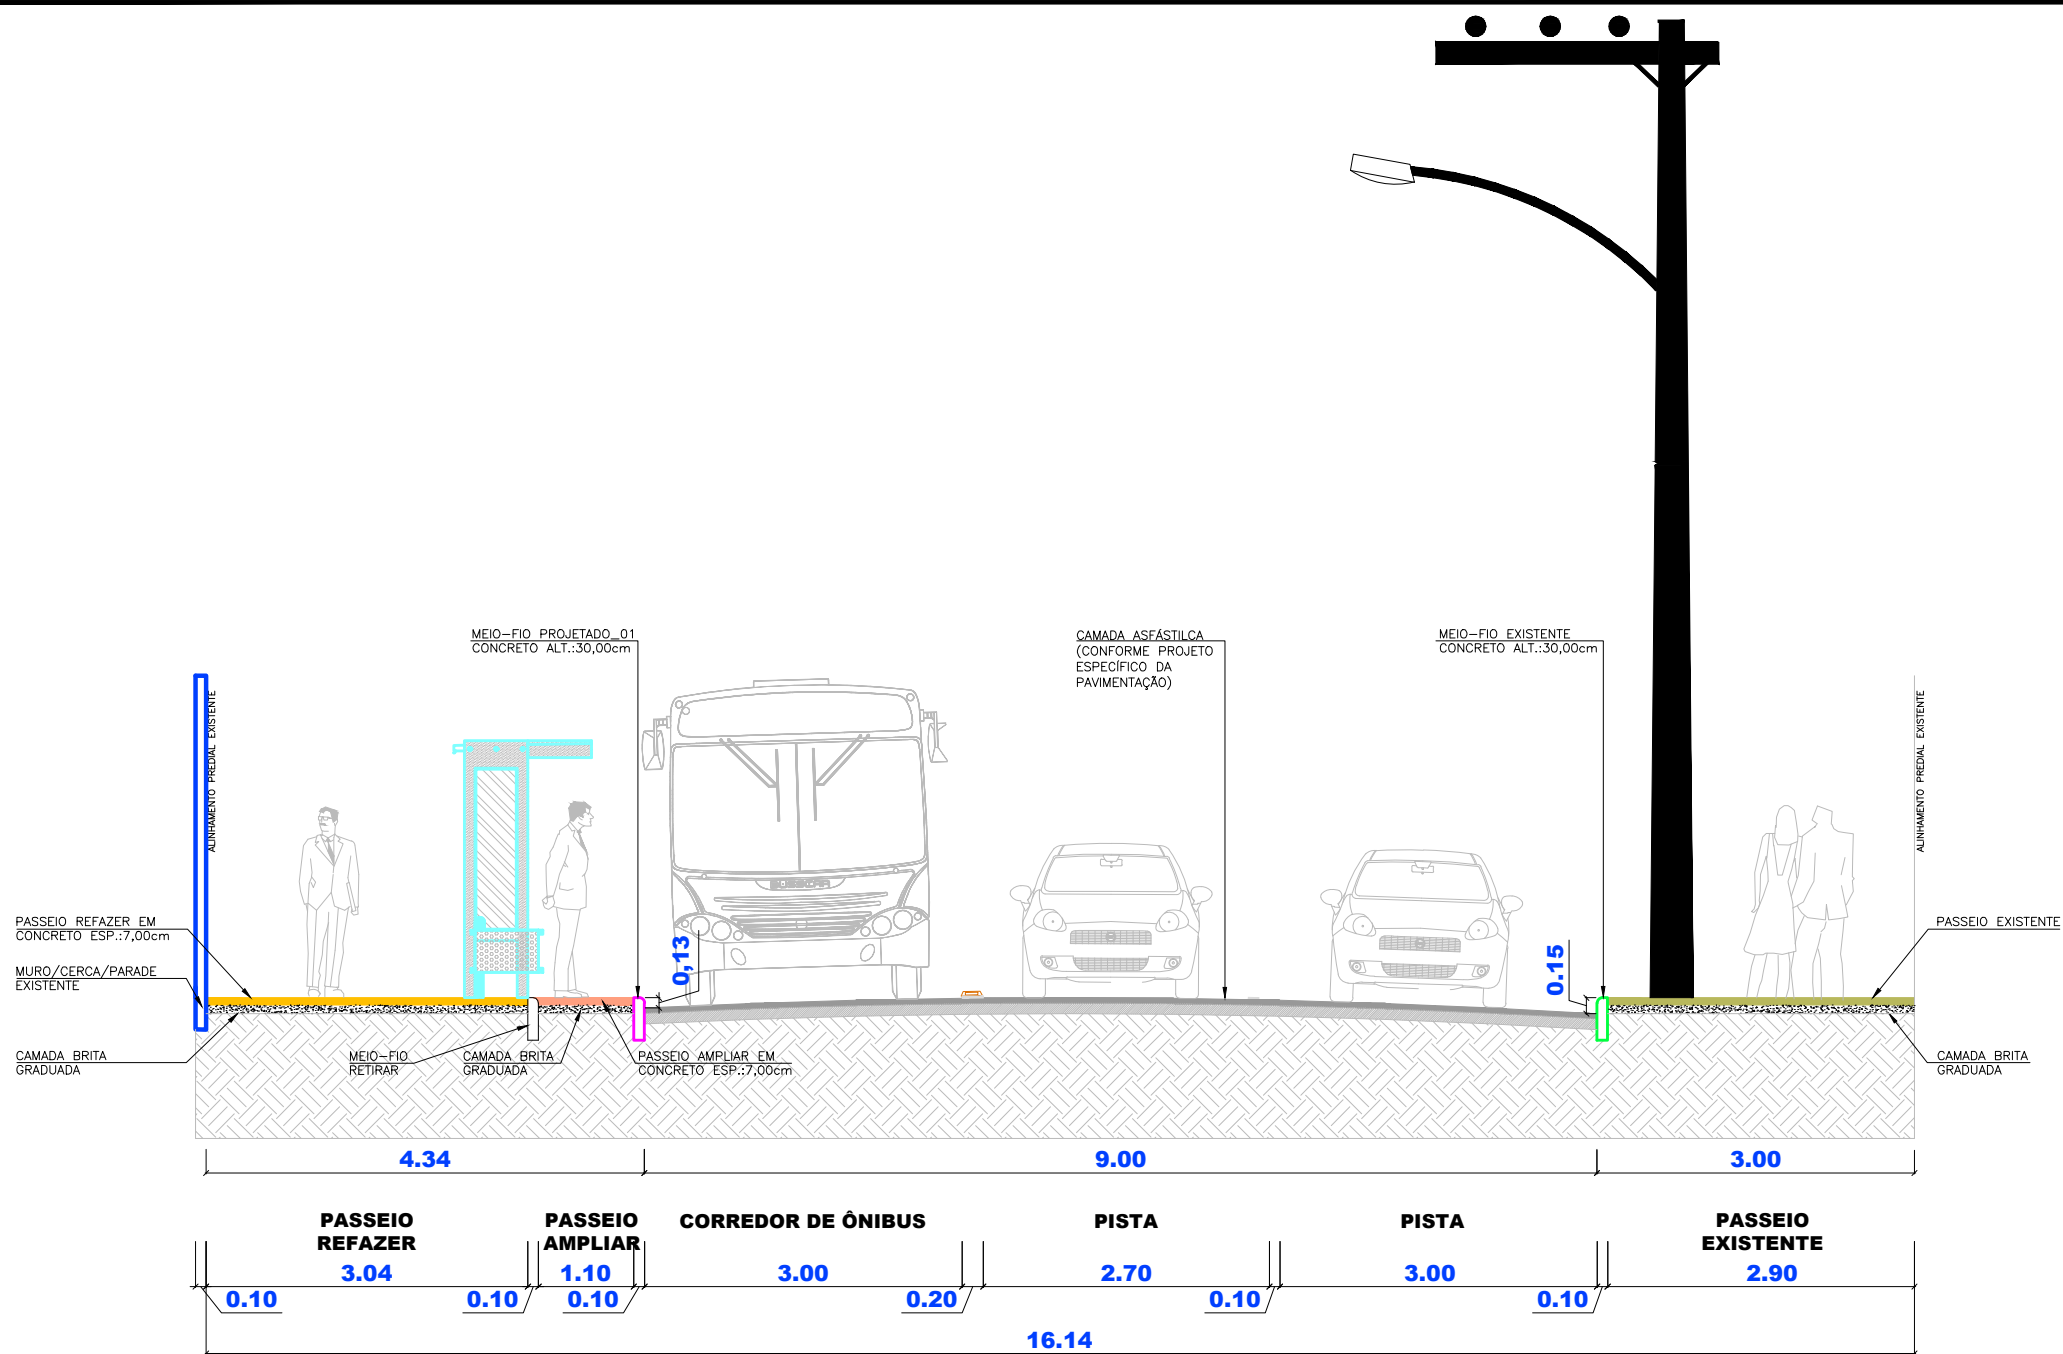 MEIO-FIO PROJETADO_01
CONCRETO ALT.:30,00cm
CAMADA ASFÁSTILCA
(CONFORME PROJETO
ESPECÍFICO DA
PAVIMENTAÇÃO)
MEIO-FIO EXISTENTE
CONCRETO ALT.:30,00cm
ALINHAMENTO PREDIAL EXISTENTE
ALINHAMENTO PREDIAL EXISTENTE
BUSSCAR
PASSEIO REFAZER EM
CONCRETO ESP.:7,00cm
MURO/CERCA/PARADE
EXISTENTE
0,13
0.15
PASSEIO EXISTENTE
CAMADA BRITA
GRADUADA
MEIO-FIO
RETIRAR
CAMADA BRITA
GRADUADA
PASSEIO AMPLIAR EM
CONCRETO ESP.:7,00cm
CAMADA BRITA
GRADUADA
4.34
9.00
3.00
PASSEIO
REFAZER
PASSEIO
AMPLIAR
CORREDOR DE ÔNIBUS
PISTA
PISTA
PASSEIO
EXISTENTE
3.04
1.10
3.00
2.70
3.00
2.90
0.10
0.10
0.10
0.20
0.10
0.10
16.14